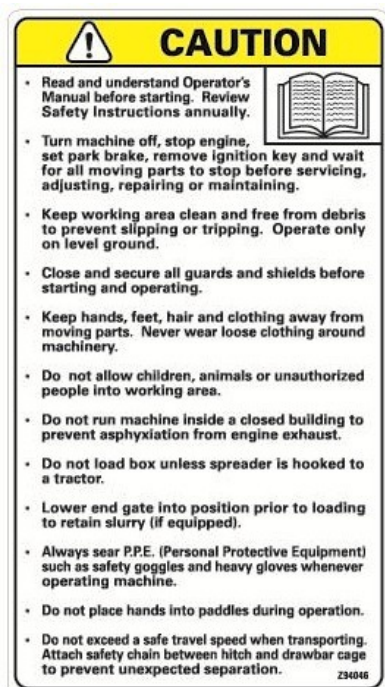 CAUTION
• Read and understand Operator's
Manual before starting. Review
Safety Instructions annually.
• Turn machine off, stop engine,
set park brake, remove ignition key and wait
for all moving parts to stop before servicing,
adjusting, repairing or maintaining.
• Keep working area clean and free from debris
to prevent slipping or tripping. Operate only
on level ground.
• Close and secure all guards and shields before
starting and operating.
• Keep hands, feet, hair and clothing away from
moving parts. Never wear loose clothing around
machinery.
• Do not allow children, animals or unauthorized
people into working area.
• Do not run machine inside a closed building to
prevent asphyxiation from engine exhaust.
• Do not load box unless spreader is hooked to
a tractor.
• Lower end gate into position prior to loading
to retain slurry (if equipped).
• Always sear P.P.E. (Personal Protective Equipment)
such as safety goggles and heavy gloves whenever
operating machine.
• Do not place hands into paddles during operation.
• Do not exceed a safe travel speed when transporting.
Attach safety chain between hitch and drawbar cage
to prevent unexpected separation.
Z94046